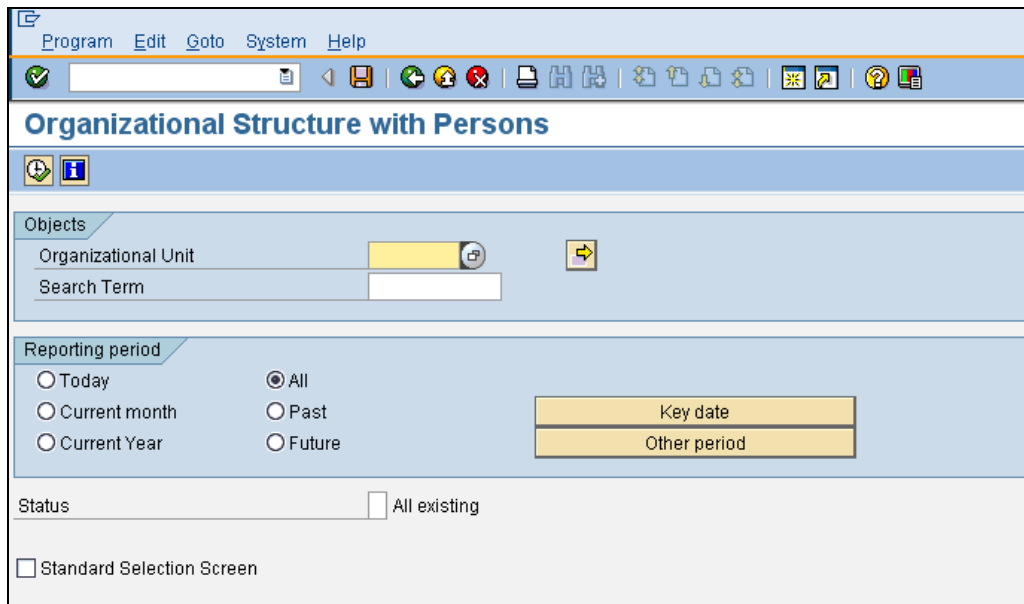 Program Edit Goto System Help
Organizational Structure with Persons
Objects
Organizational Unit
Search Term
Reporting period
Today All
Current month Past Key date
Current Year Future Other period
Status All existing
Standard Selection Screen